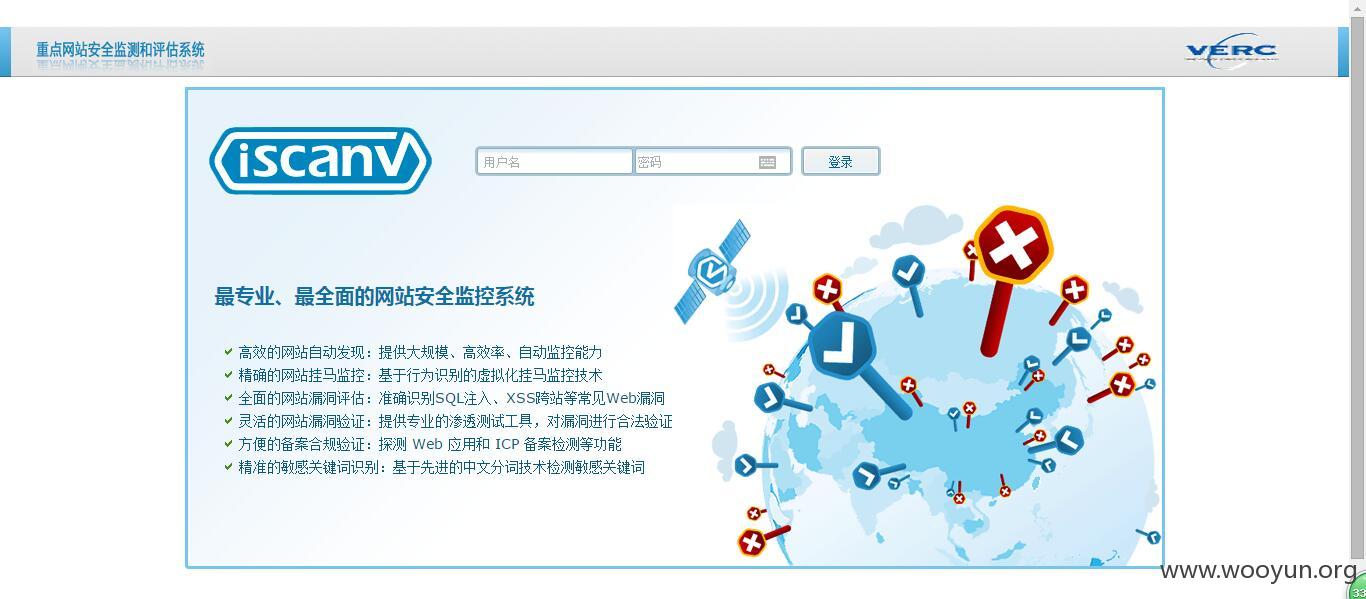 重点网站安全监测和评估系统
VERC
iscanv
用户名
密码
登录
最专业、最全面的网站安全监控系统
高效的网站自动发现：提供大规模、高效率、自动监控能力
精确的网站挂马监控：基于行为识别的虚拟化挂马监控技术
全面的网站漏洞评估：准确识别SQL注入、XSS跨站等常见Web漏洞
灵活的网站漏洞验证：提供专业的渗透测试工具，对漏洞进行合法验证
方便的备案合规验证：探测 Web 应用和 ICP 备案检测等功能
精准的敏感关键词识别：基于先进的中文分词技术检测敏感关键词
www.wooyun.org
33